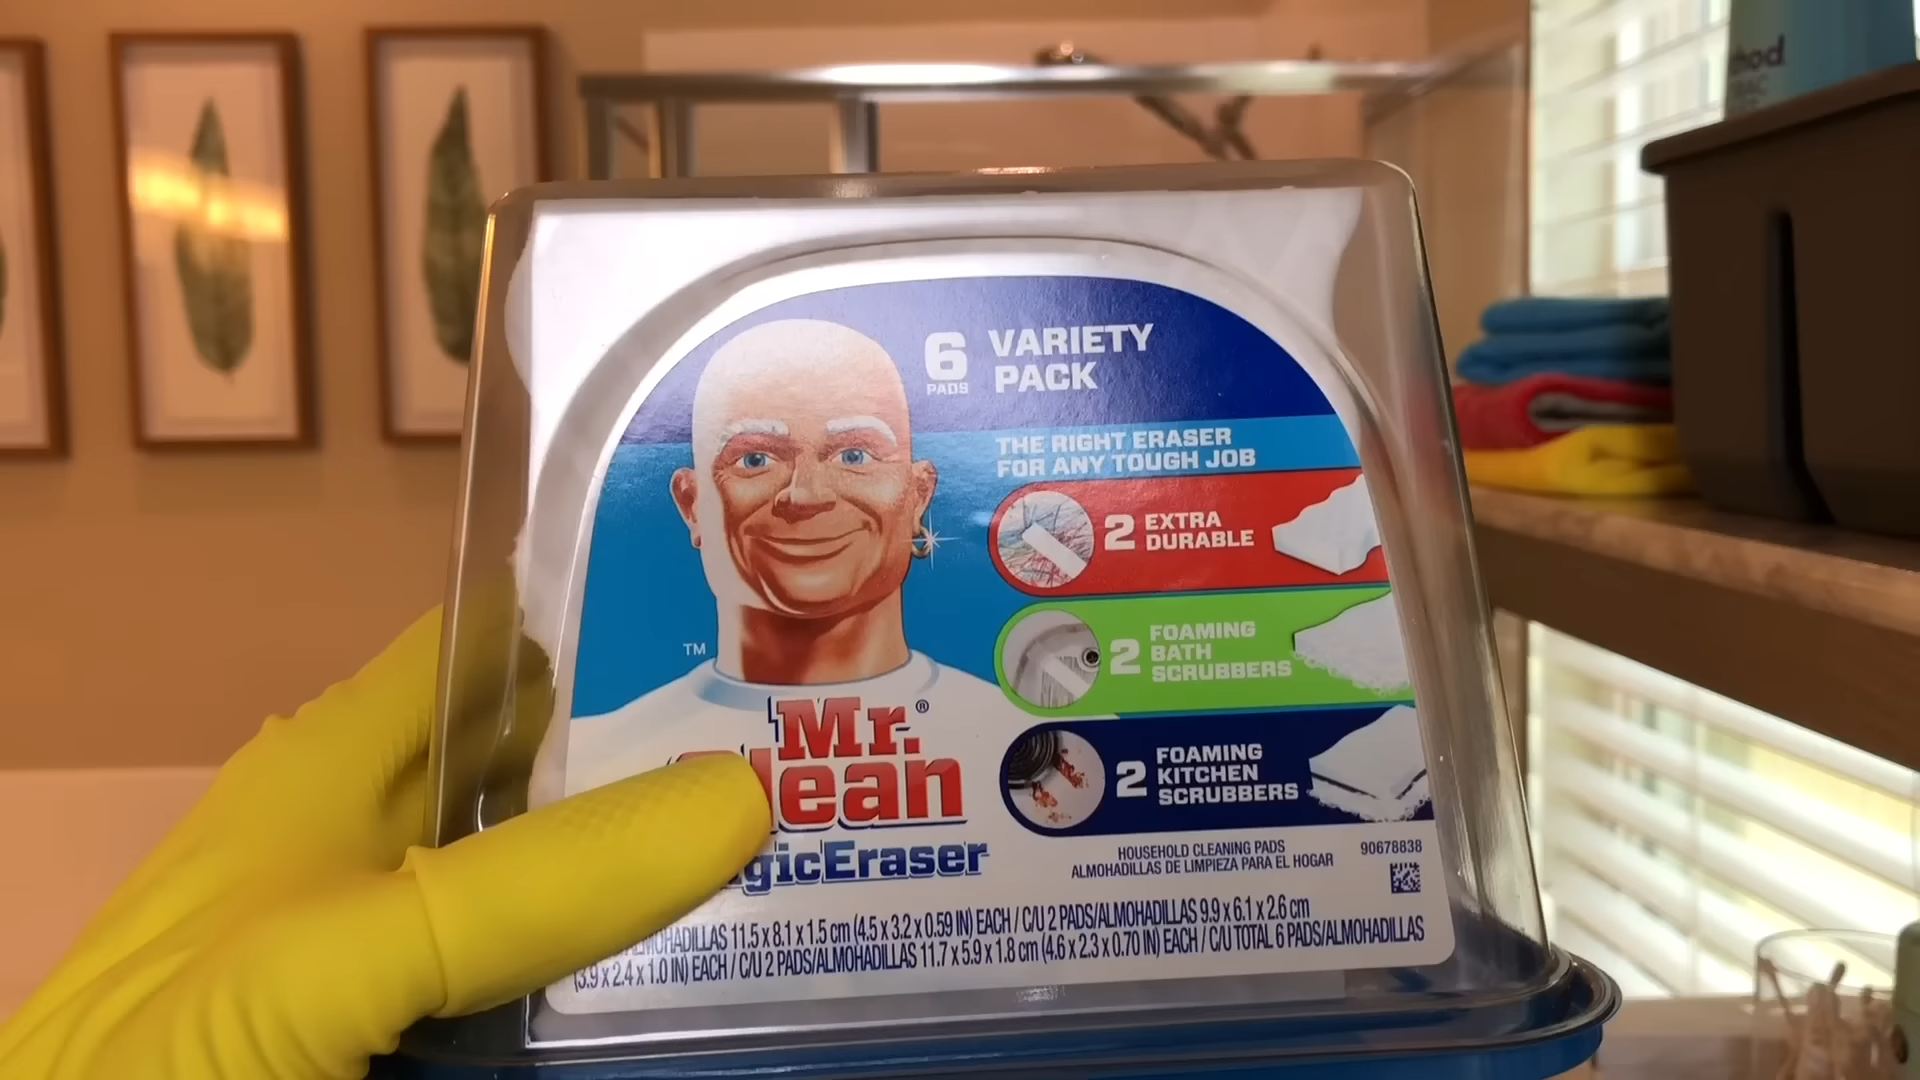 6 VARIETY
PADS PACK
THE RIGHT ERASER
FOR ANY TOUGH JOB
2 EXTRA
DURABLE
2 FOAMING
BATH
SCRUBBERS
2 FOAMING
KITCHEN
SCRUBBERS
TM
Mr.®
lean
gicEraser
HOUSEHOLD CLEANING PADS
ALMOHADILLAS DE LIMPIEZA PARA EL HOGAR
90678838
ALMOHADILLAS 11.5 x 8.1 x 1.5 cm (4.5 x 3.2 x 0.59 IN) EACH / C/U 2 PADS/ALMOHADILLAS 9.9 x 6.1 x 2.6 cm
(3.9 x 2.4 x 1.0 IN) EACH / C/U 2 PADS/ALMOHADILLAS 11.7 x 5.9 x 1.8 cm (4.6 x 2.3 x 0.70 IN) EACH / C/U TOTAL 6 PADS/ALMOHADILLAS
hod